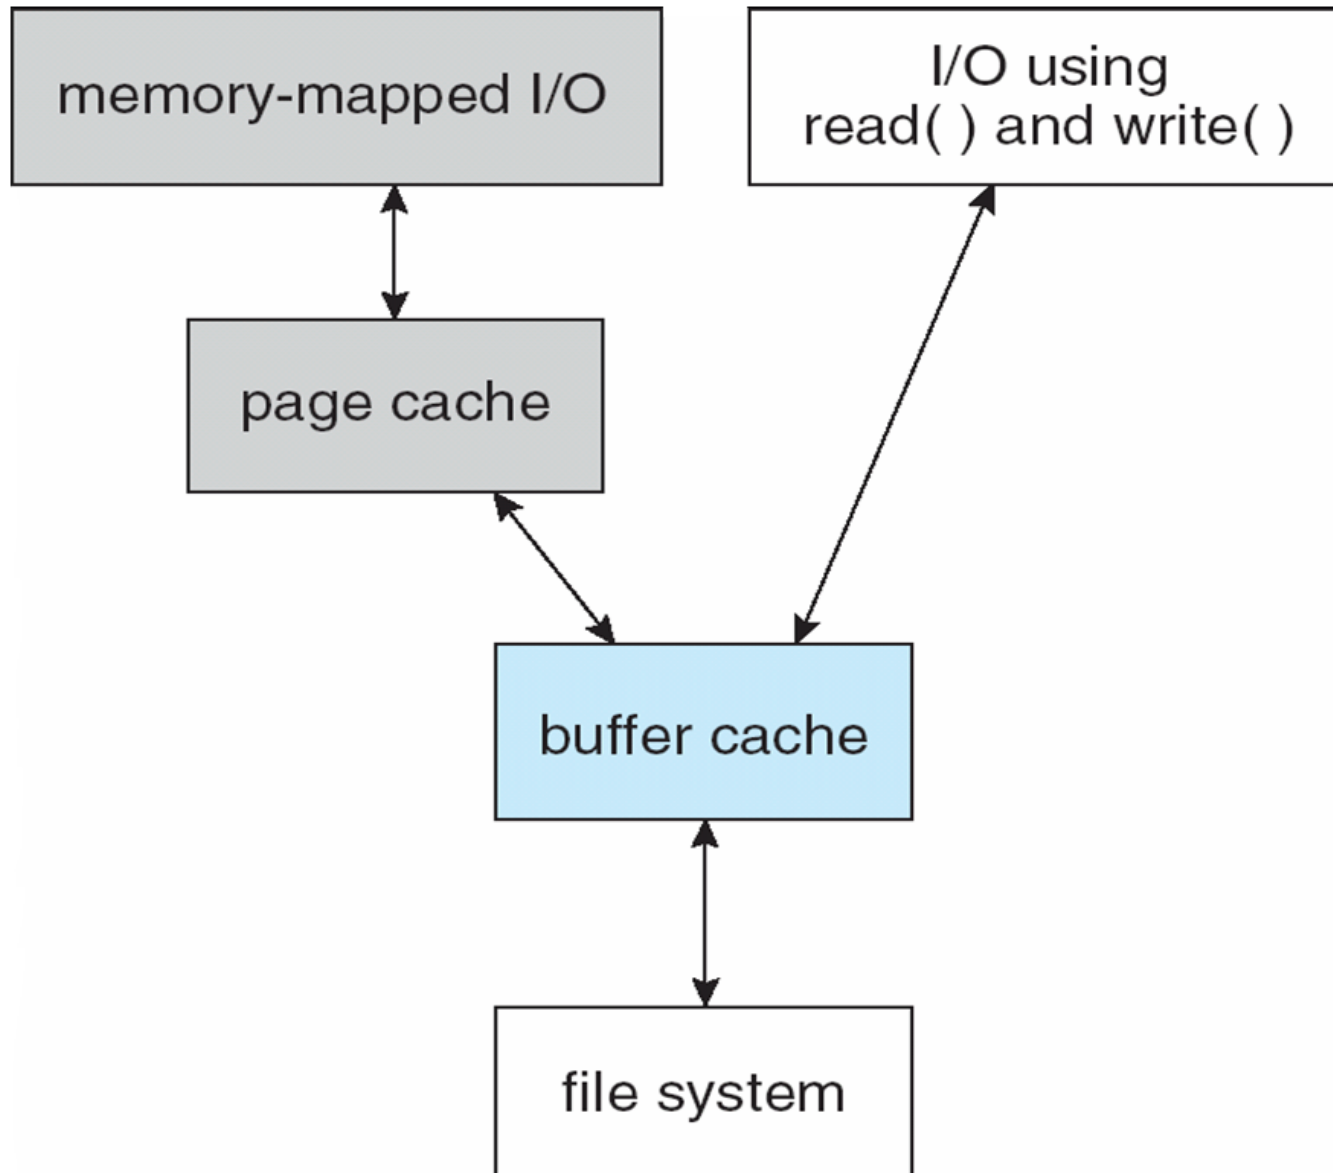 memory-mapped I/O
I/O using
read( ) and write( )
page cache
buffer cache
file system